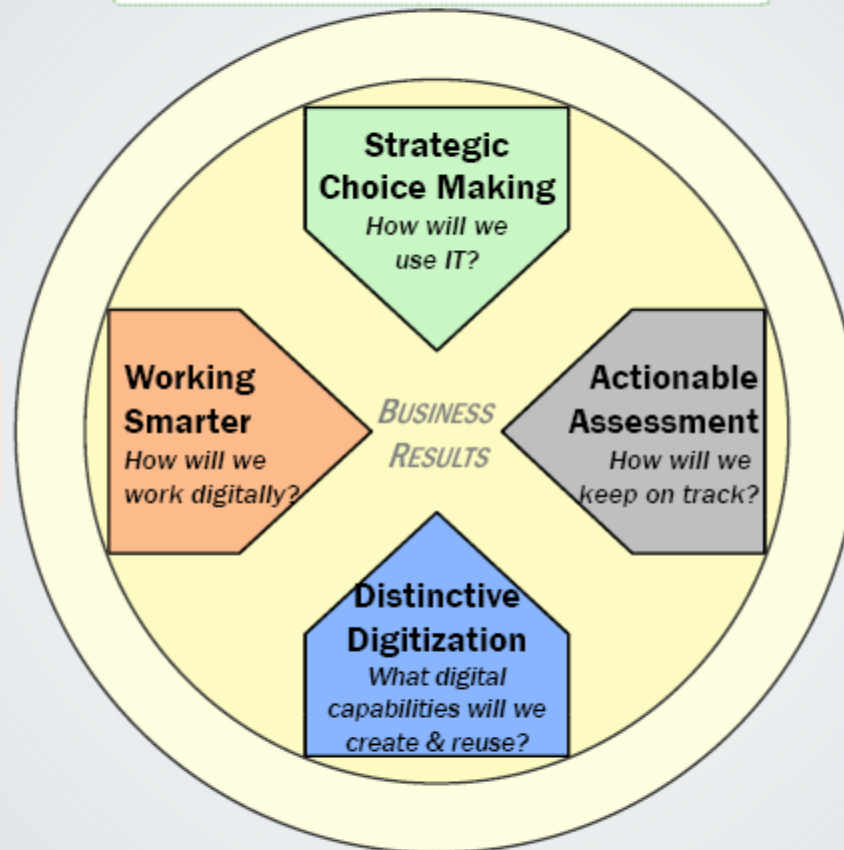 Strategic
Choice Making
How will we
use IT?
Working
Smarter
How will we
work digitally?
BUSINESS
RESULTS
Actionable
Assessment
How will we
keep on track?
Distinctive
Digitization
What digital
capabilities will we
create & reuse?